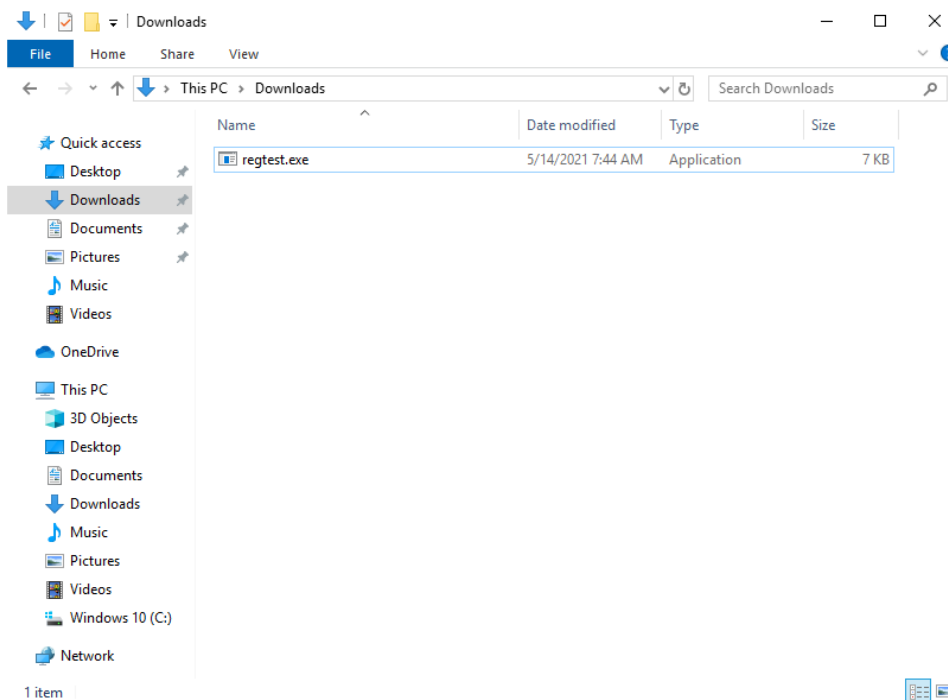 Downloads
File Home Share View
This PC Downloads
Search Downloads
Name Date modified Type Size
regtest.exe 5/14/2021 7:44 AM Application 7 KB
Quick access
Desktop
Downloads
Documents
Pictures
Music
Videos
OneDrive
This PC
3D Objects
Desktop
Documents
Downloads
Music
Pictures
Videos
Windows 10 (C:)
Network
1 item